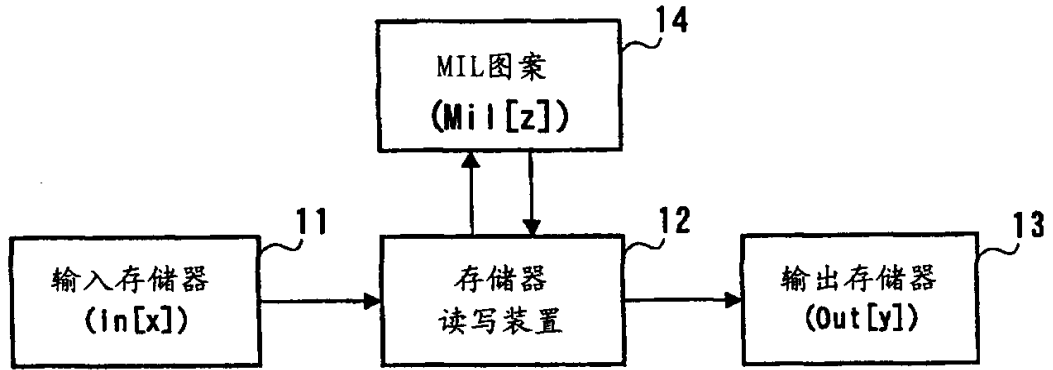 14
MIL图案
(Mil[z])
11
输入存储器
(in[x])
12
存储器
读写装置
13
输出存储器
(Out[y])